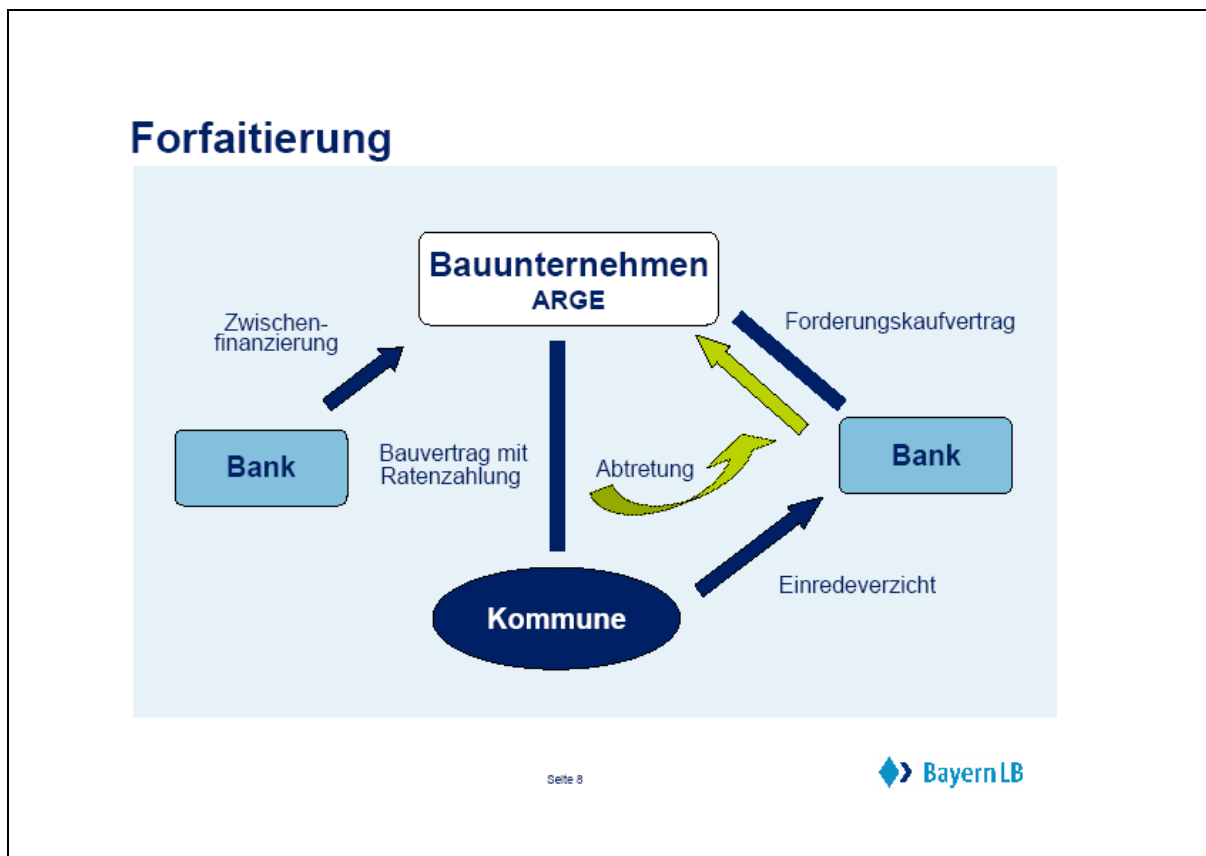 Forfaitierung
Bauunternehmen
ARGE
Zwischen-
finanzierung
Forderungskaufvertrag
Bank
Bauvertrag mit
Ratenzahlung
Abtretung
Bank
Einredeverzicht
Kommune
Seite 8
BayernLB